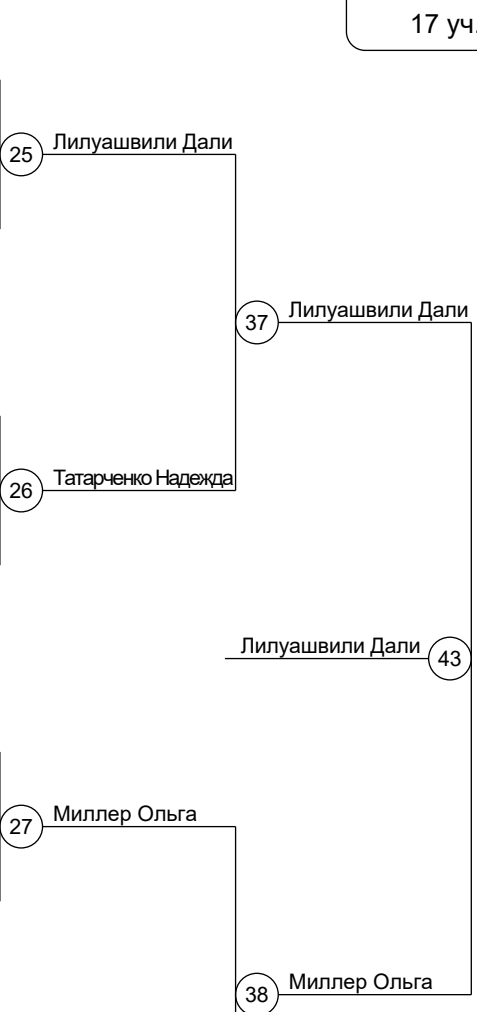 17 уч.
25
Лилуашвили Дали
37
Лилуашвили Дали
26
Татарченко Надежда
Лилуашвили Дали
43
27
Миллер Ольга
38
Миллер Ольга